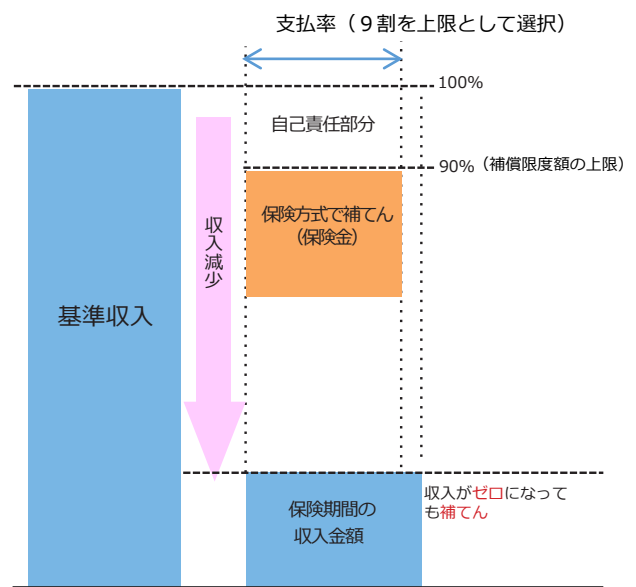 支払率（９割を上限として選択）
100%
自己責任部分
90%（補償限度額の上限）
保険方式で補てん
（保険金）
収入減少
基準収入
収入がゼロになって
も補てん
保険期間の
収入金額